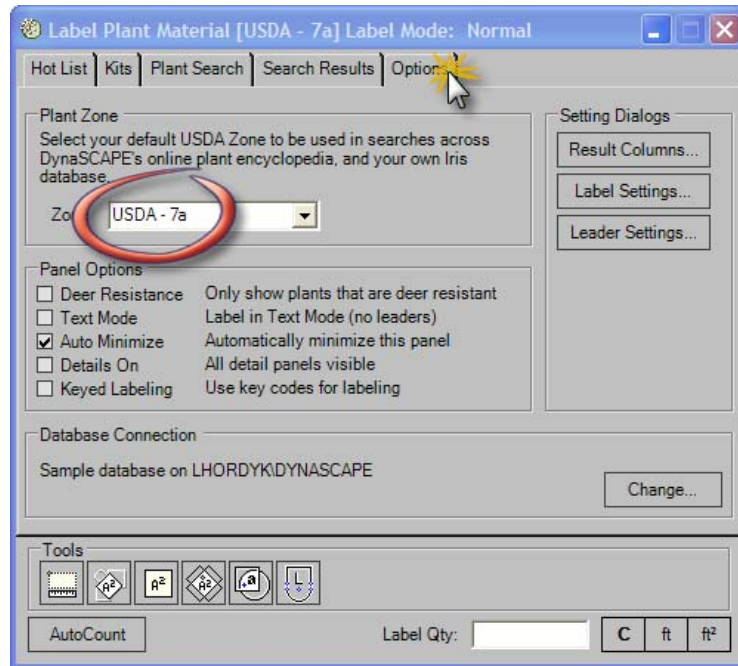 Label Plant Material [USDA - 7a] Label Mode: Normal
Hot List Kits Plant Search Search Results Options
Plant Zone
Select your default USDA Zone to be used in searches across
DynaSCAPE's online plant encyclopedia, and your own Iris
database.
USDA - 7a
Setting Dialogs
Result Columns...
Label Settings...
Leader Settings...
Panel Options
Deer Resistance Only show plants that are deer resistant
Text Mode Label in Text Mode (no leaders)
Auto Minimize Automatically minimize this panel
Details On All detail panels visible
Keyed Labeling Use key codes for labeling
Database Connection
Sample database on LHORDYK\DYNASCAPE
Change...
Tools
A² A² A² a L
AutoCount Label Qty: C ft ft²